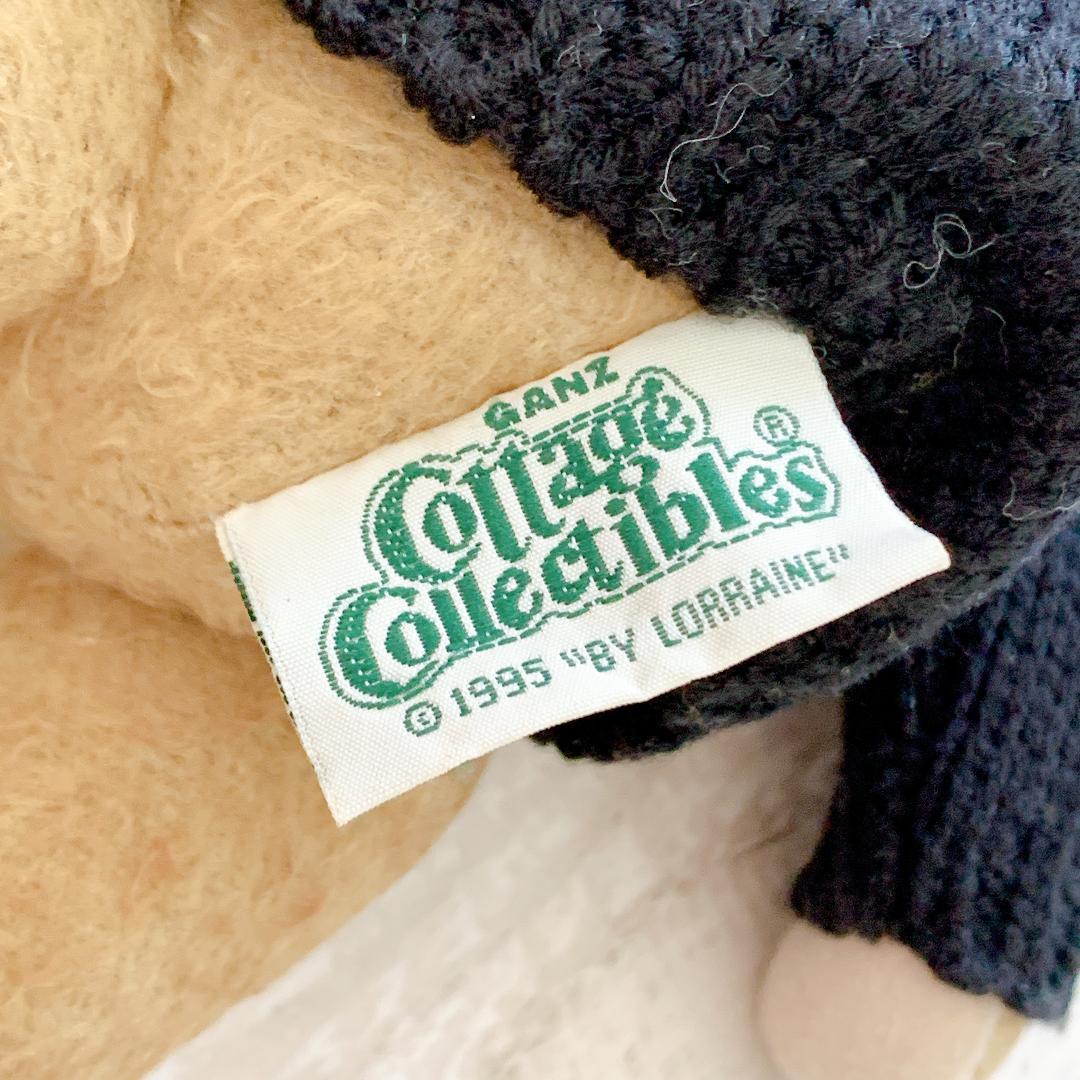 GANZ
Cottage
Collectibles®
© 1995 "BY LORRAINE"